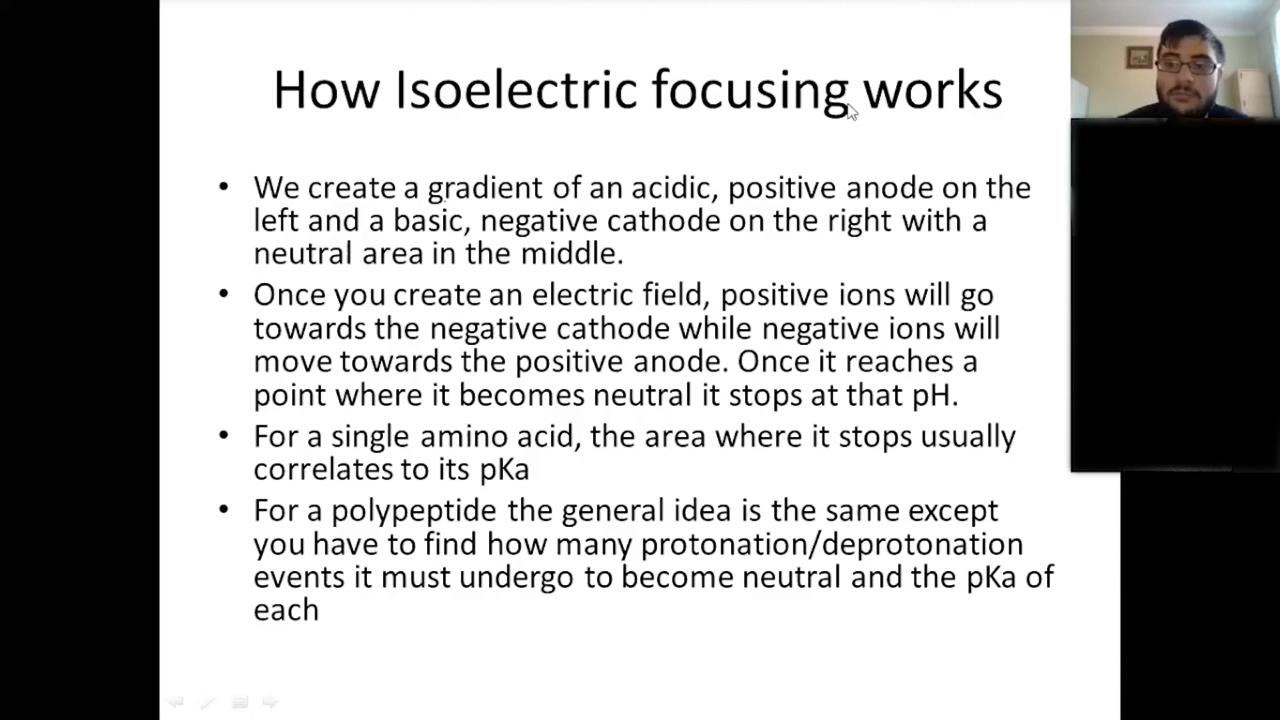 How Isoelectric focusing works
• We create a gradient of an acidic, positive anode on the
left and a basic, negative cathode on the right with a
neutral area in the middle.
• Once you create an electric field, positive ions will go
towards the negative cathode while negative ions will
move towards the positive anode. Once it reaches a
point where it becomes neutral it stops at that pH.
• For a single amino acid, the area where it stops usually
correlates to its pKa
• For a polypeptide the general idea is the same except
you have to find how many protonation/deprotonation
events it must undergo to become neutral and the pKa of
each